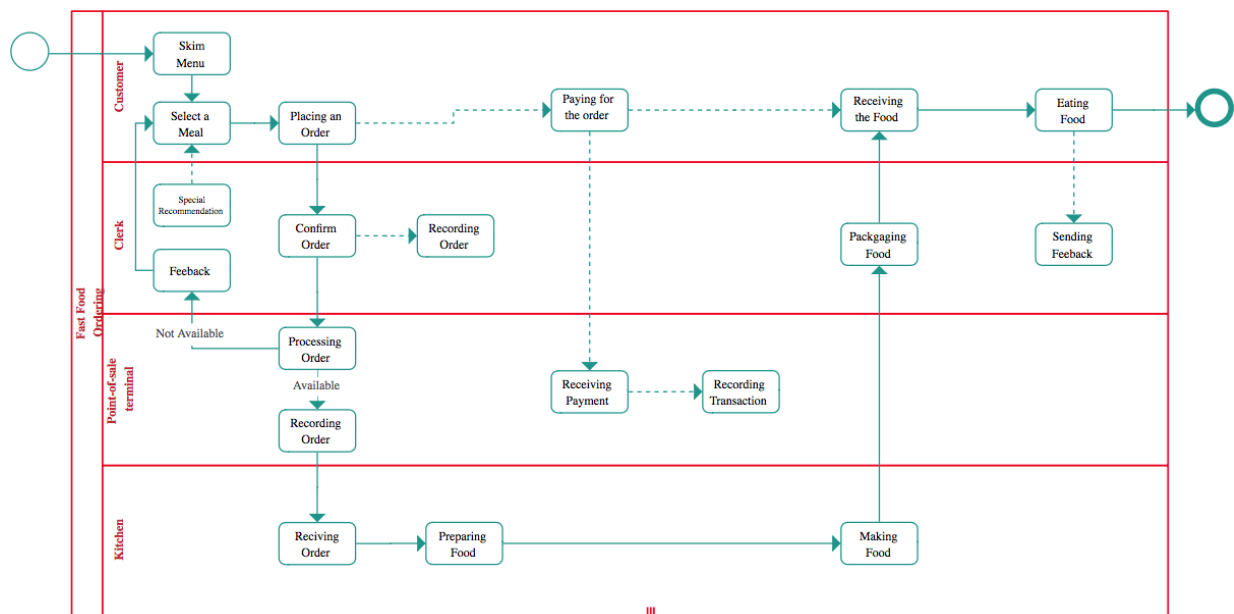 Fast Food
Ordering
Customer
Skim
Menu
Select a
Meal
Placing an
Order
Paying for
the order
Receiving
the Food
Eating
Food
Clerk
Special
Recommendation
Confirm
Order
Recording
Order
Packgaging
Food
Sending
Feeback
Feeback
Point-of-sale
terminal
Not Available
Processing
Order
Available
Recording
Order
Receiving
Payment
Recording
Transaction
Kitchen
Reciving
Order
Preparing
Food
Making
Food